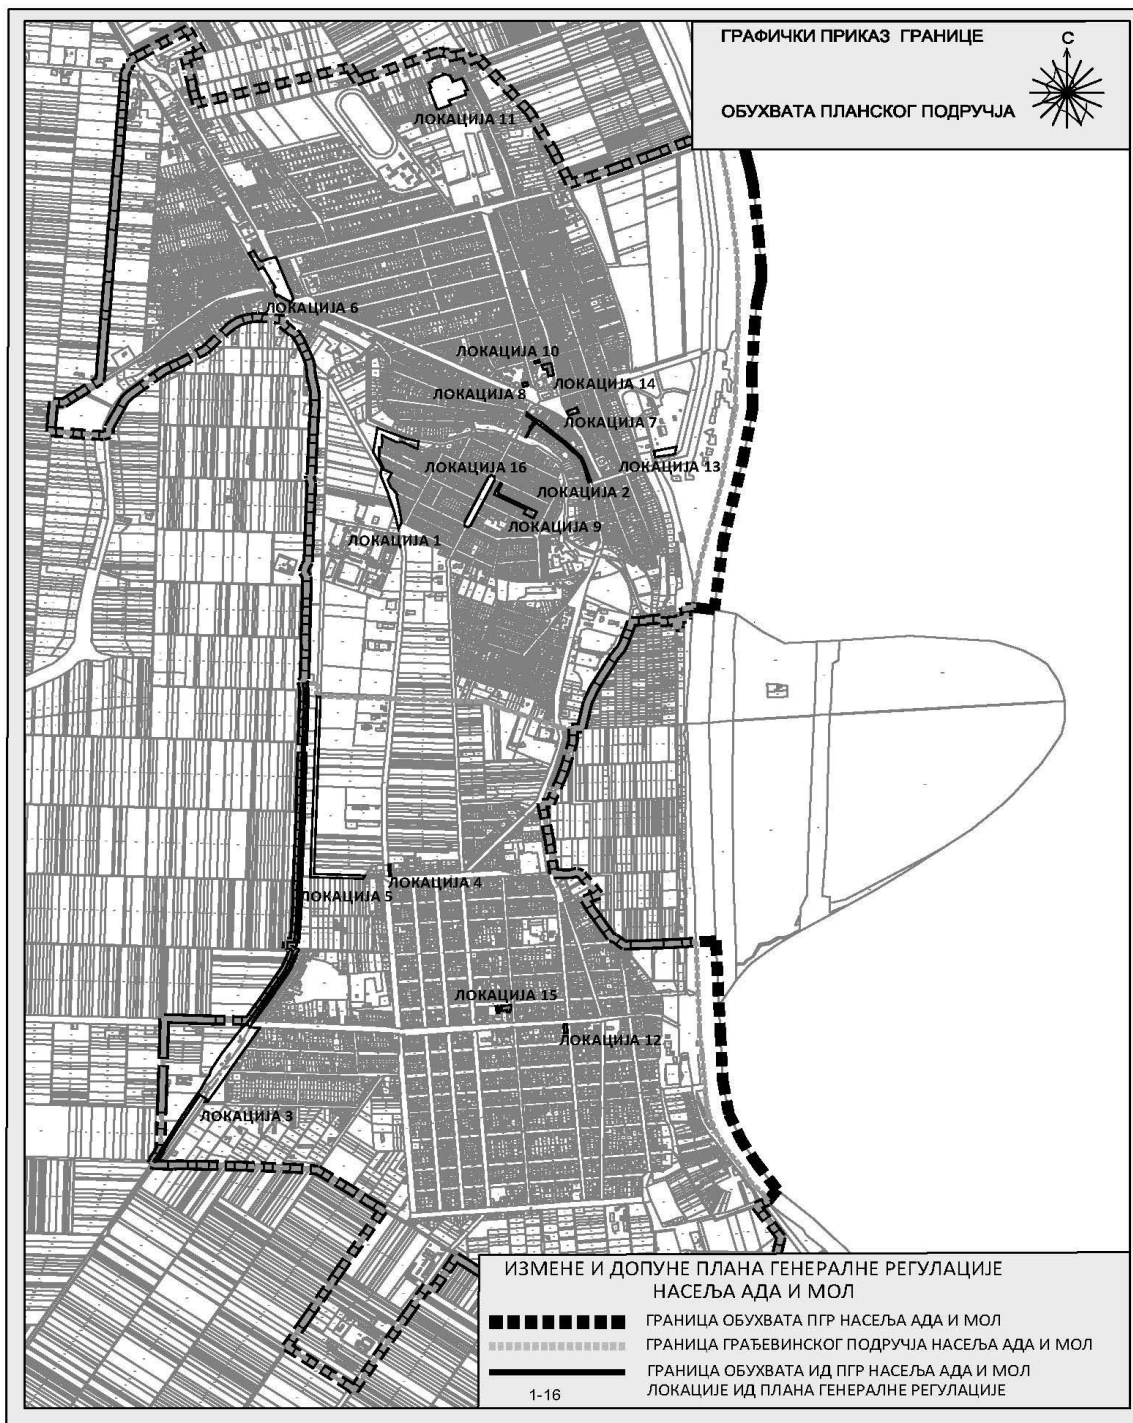 ГРАФИЧКИ ПРИКАЗ ГРАНИЦЕ
С
ОБУХВАТА ПЛАНСКОГ ПОДРУЧЈА
ЛОКАЦИЈА 11
ЛОКАЦИЈА 6
ЛОКАЦИЈА 10
ЛОКАЦИЈА 14
ЛОКАЦИЈА 8
ЛОКАЦИЈА 7
ЛОКАЦИЈА 16
ЛОКАЦИЈА 13
ЛОКАЦИЈА 2
ЛОКАЦИЈА 9
ЛОКАЦИЈА 1
ЛОКАЦИЈА 4
ЛОКАЦИЈА 5
ЛОКАЦИЈА 15
ЛОКАЦИЈА 12
ЛОКАЦИЈА 3
ИЗМЕНЕ И ДОПУНЕ ПЛАНА ГЕНЕРАЛНЕ РЕГУЛАЦИЈЕ
НАСЕЉА АДА И МОЛ
ГРАНИЦА ОБУХВАТА ПГР НАСЕЉА АДА И МОЛ
ГРАНИЦА ГРАЂЕВИНСКОГ ПОДРУЧЈА НАСЕЉА АДА И МОЛ
ГРАНИЦА ОБУХВАТА ИД ПГР НАСЕЉА АДА И МОЛ
1-16 ЛОКАЦИЈЕ ИД ПЛАНА ГЕНЕРАЛНЕ РЕГУЛАЦИЈЕ